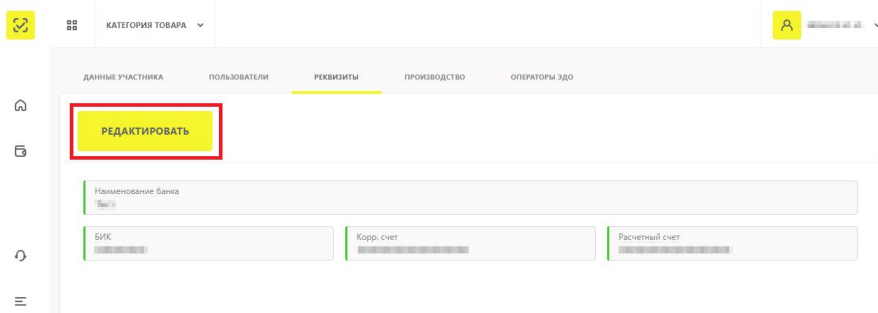 КАТЕГОРИЯ ТОВАРА
ДАННЫЕ УЧАСТНИКА ПОЛЬЗОВАТЕЛИ РЕКВИЗИТЫ ПРОИЗВОДСТВО ОПЕРАТОРЫ ЭДО
РЕДАКТИРОВАТЬ
Наименование банка
БИК Корр. счет Расчетный счет